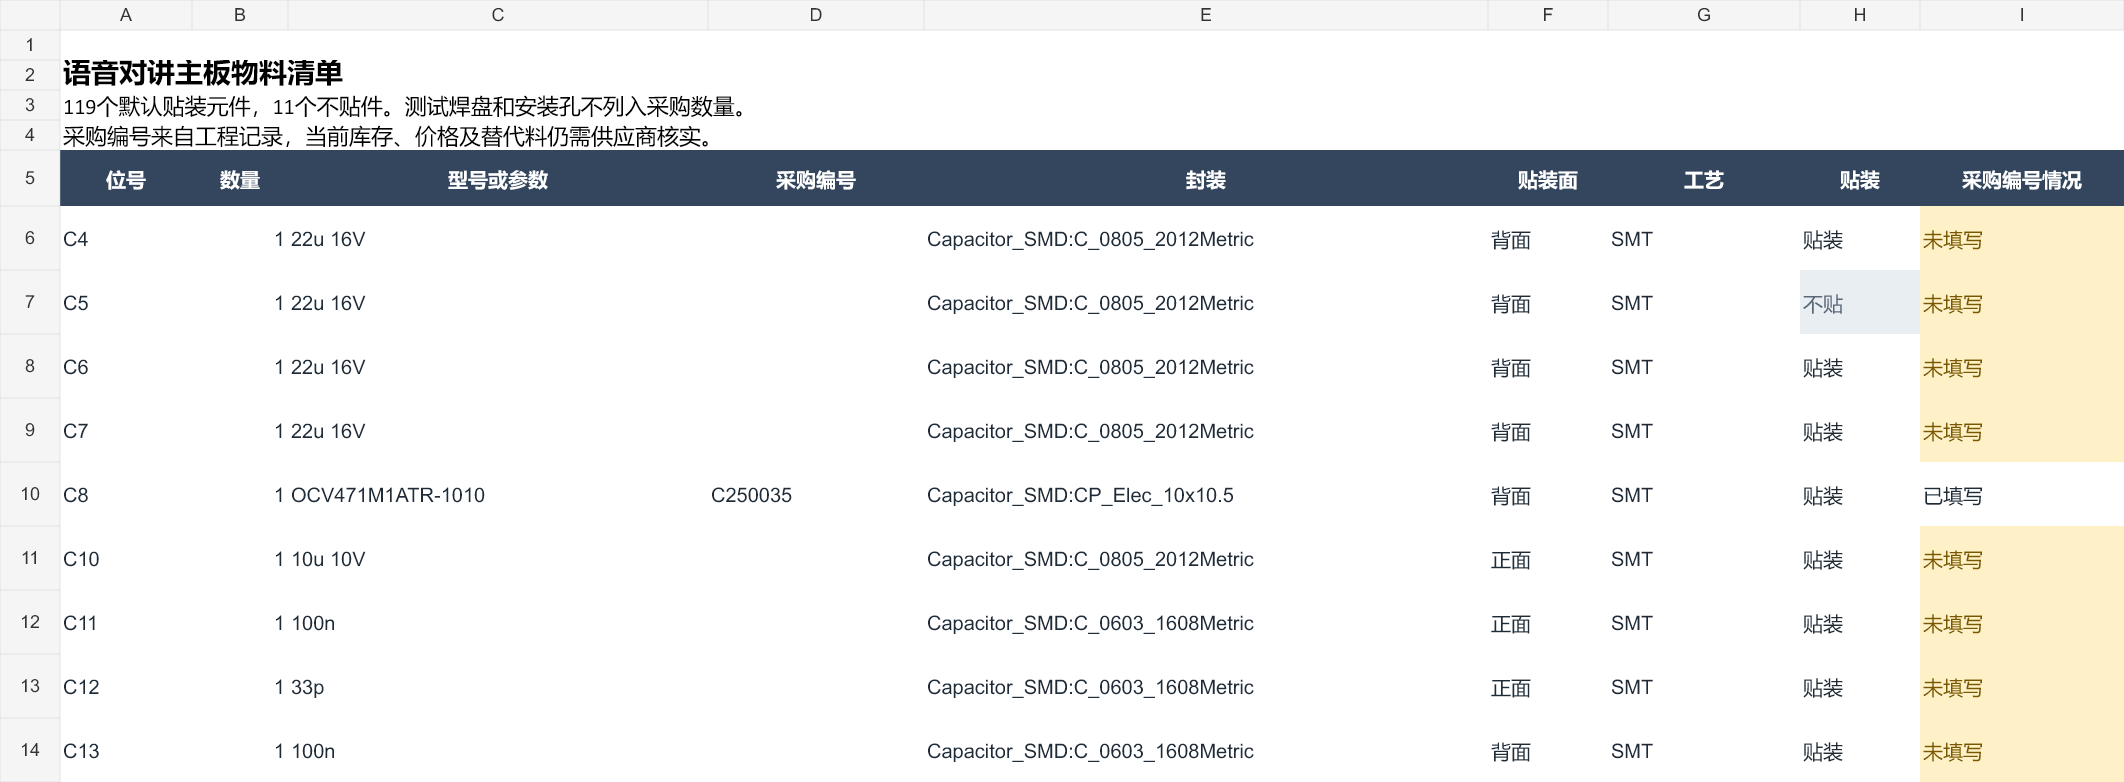 A B C D E F G H I
1
2 语音对讲主板物料清单
3 119个默认贴装元件，11个不贴件。测试焊盘和安装孔不列入采购数量。
4 采购编号来自工程记录，当前库存、价格及替代料仍需供应商核实。
5 位号 数量 型号或参数 采购编号 封装 贴装面 工艺 贴装 采购编号情况
6 C4 1 22u 16V Capacitor_SMD:C_0805_2012Metric 背面 SMT 贴装 未填写
7 C5 1 22u 16V Capacitor_SMD:C_0805_2012Metric 背面 SMT 不贴 未填写
8 C6 1 22u 16V Capacitor_SMD:C_0805_2012Metric 背面 SMT 贴装 未填写
9 C7 1 22u 16V Capacitor_SMD:C_0805_2012Metric 背面 SMT 贴装 未填写
10 C8 1 OCV471M1ATR-1010 C250035 Capacitor_SMD:CP_Elec_10x10.5 背面 SMT 贴装 已填写
11 C10 1 10u 10V Capacitor_SMD:C_0805_2012Metric 正面 SMT 贴装 未填写
12 C11 1 100n Capacitor_SMD:C_0603_1608Metric 正面 SMT 贴装 未填写
13 C12 1 33p Capacitor_SMD:C_0603_1608Metric 正面 SMT 贴装 未填写
14 C13 1 100n Capacitor_SMD:C_0603_1608Metric 背面 SMT 贴装 未填写